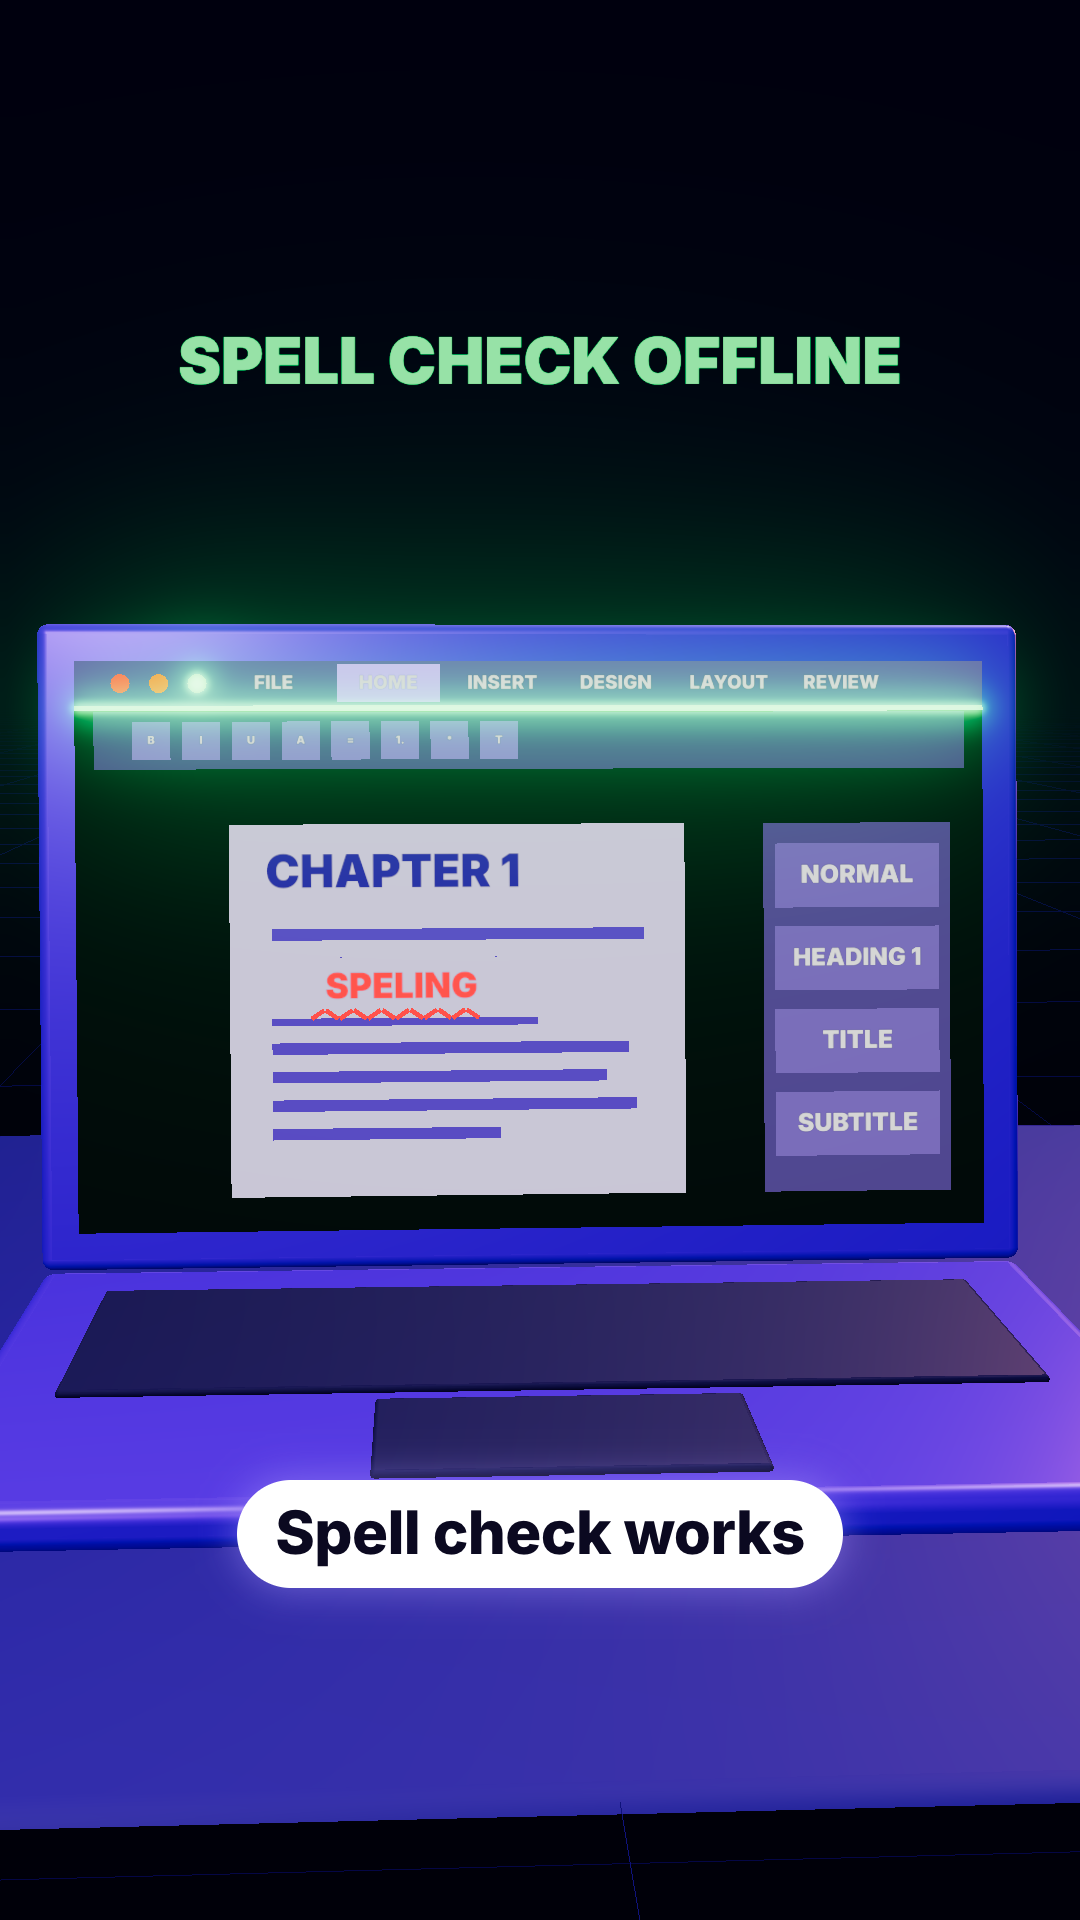 SPELL CHECK OFFLINE
FILE HOME INSERT DESIGN LAYOUT REVIEW
B I U A = 1. " T
CHAPTER 1
SPELING
NORMAL
HEADING 1
TITLE
SUBTITLE
Spell check works